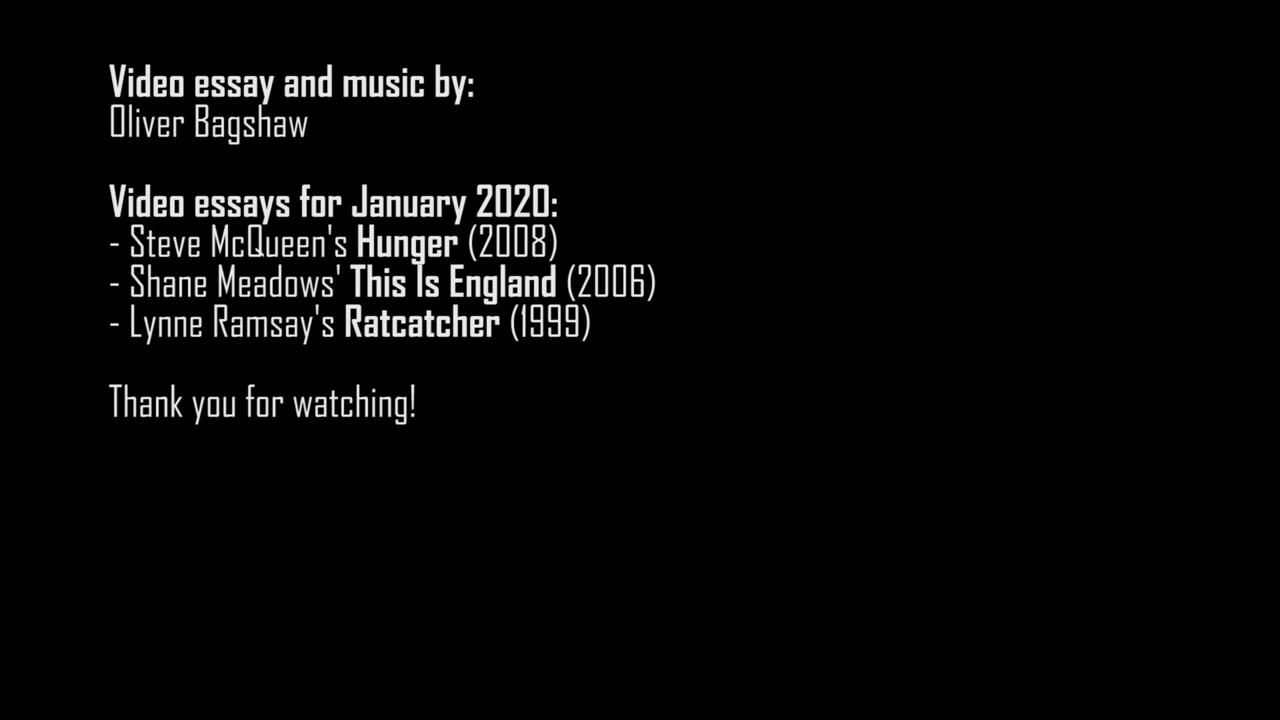 Video essay and music by:
Oliver Bagshaw
Video essays for January 2020:
- Steve McQueen's Hunger (2008)
- Shane Meadows' This Is England (2006)
- Lynne Ramsay's Ratcatcher (1999)
Thank you for watching!